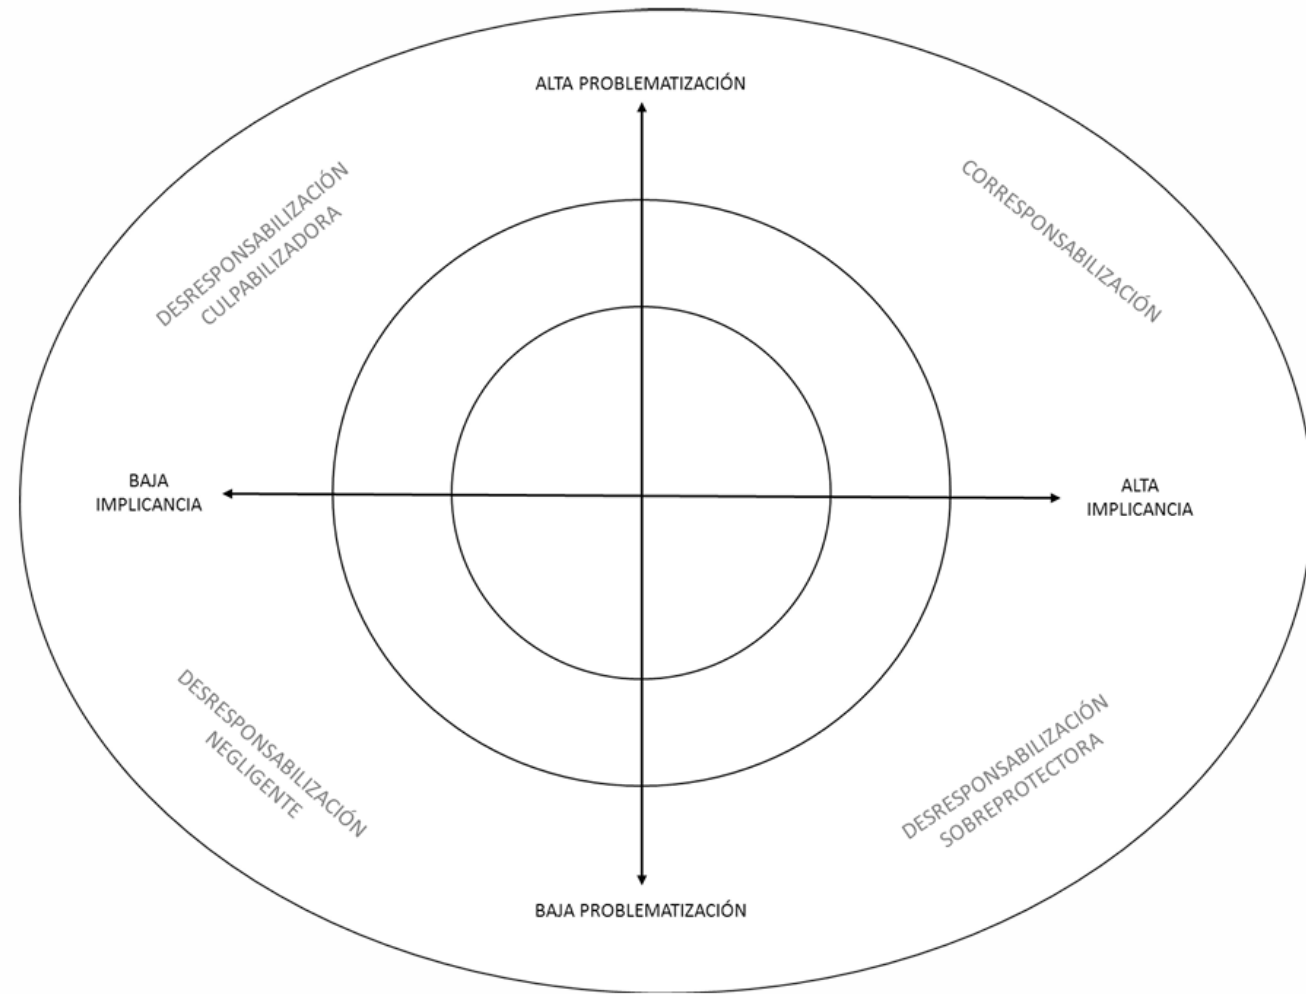 ALTA PROBLEMATIZACIÓN
DESRESPONSABILIZACIÓN
CULPABILIZADORA
CORRESPONSABILIZACIÓN
BAJA
IMPLICANCIA
ALTA
IMPLICANCIA
DESRESPONSABILIZACIÓN
NEGLIGENTE
DESRESPONSABILIZACIÓN
SOBREPROTECTORA
BAJA PROBLEMATIZACIÓN